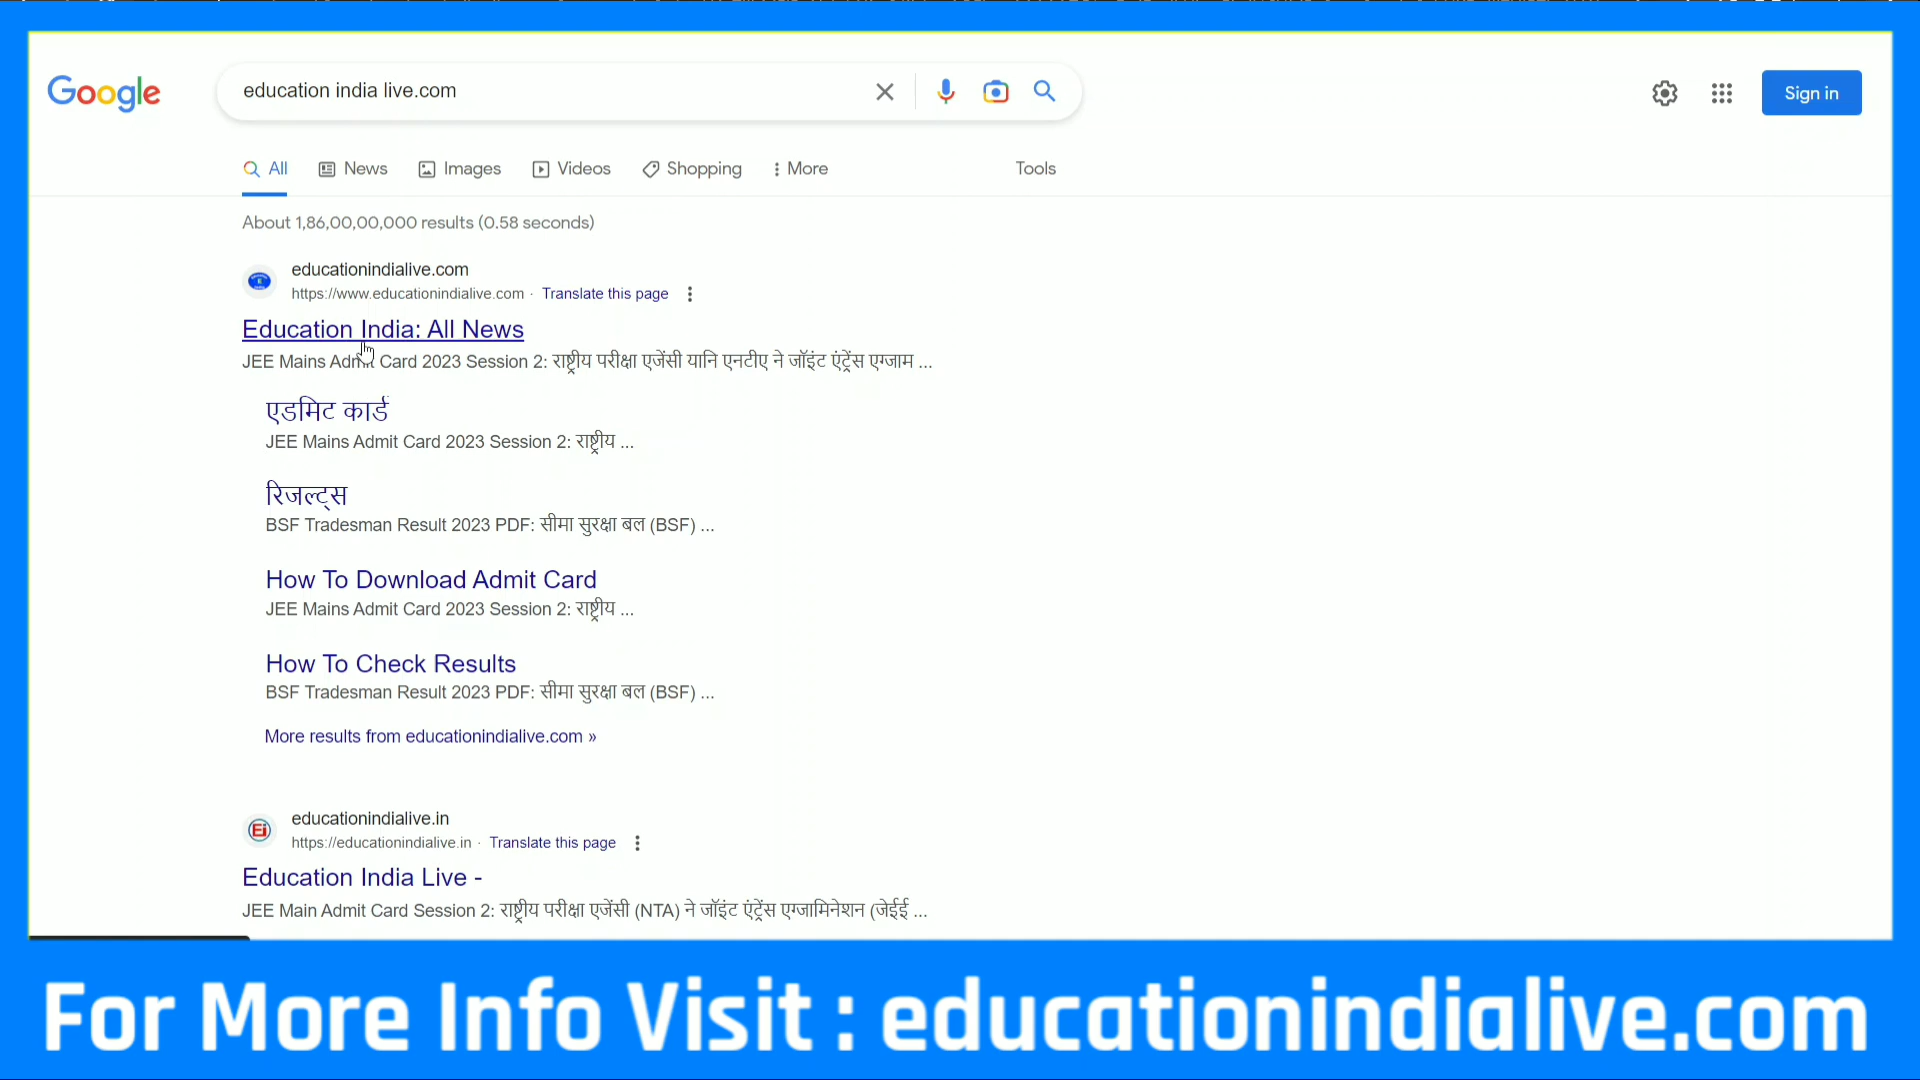 Google
education india live.com
Sign in
All News Images Videos Shopping More Tools
About 1,86,00,00,000 results (0.58 seconds)
educationindialive.com
https://www.educationindialive.com · Translate this page
Education India: All News
JEE Mains Admit Card 2023 Session 2: राष्ट्रीय परीक्षा एजेंसी यानि एनटीए ने जॉइंट एंट्रेंस एग्जाम ...
एडमिट कार्ड
JEE Mains Admit Card 2023 Session 2: राष्ट्रीय ...
रिजल्ट्स
BSF Tradesman Result 2023 PDF: सीमा सुरक्षा बल (BSF) ...
How To Download Admit Card
JEE Mains Admit Card 2023 Session 2: राष्ट्रीय ...
How To Check Results
BSF Tradesman Result 2023 PDF: सीमा सुरक्षा बल (BSF) ...
More results from educationindialive.com »
educationindialive.in
https://educationindialive.in · Translate this page
Education India Live -
JEE Main Admit Card Session 2: राष्ट्रीय परीक्षा एजेंसी (NTA) ने जॉइंट एंट्रेंस एग्जामिनेशन (जेईई ...
For More Info Visit : educationindialive.com